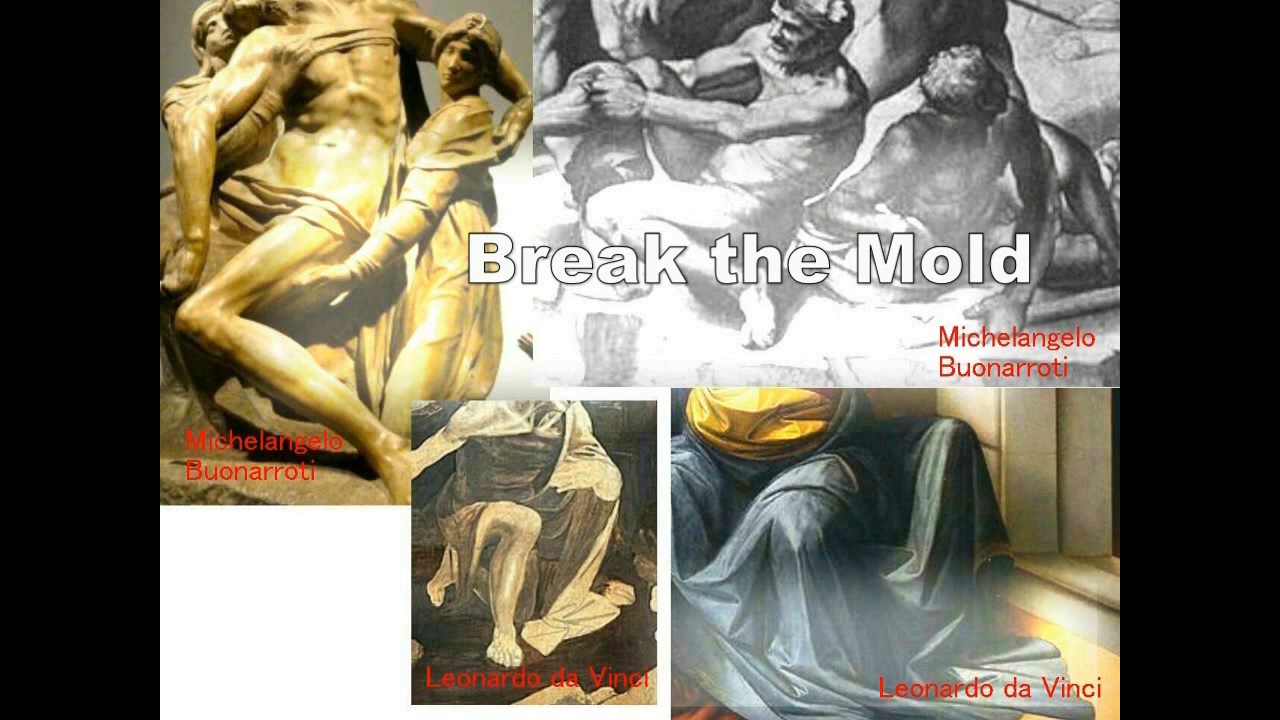 Break the Mold
Michelangelo
Buonarroti
Michelangelo
Buonarroti
Leonardo da Vinci
Leonardo da Vinci